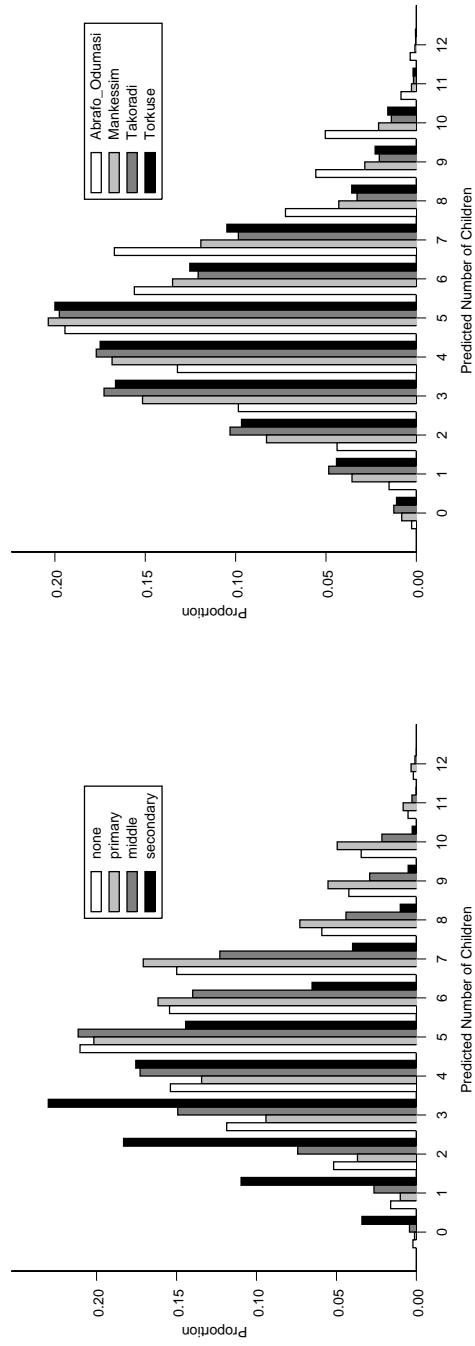 none
primary
middle
secondary
0.20
0.15
0.10
0.05
0.00
Proportion
0 1 2 3 4 5 6 7 8 9 10 11 12
Predicted Number of Children
Abrafo_Odumasi
Mankessim
Takoradi
Torkuse
0.20
0.15
0.10
0.05
0.00
Proportion
0 1 2 3 4 5 6 7 8 9 10 11 12
Predicted Number of Children